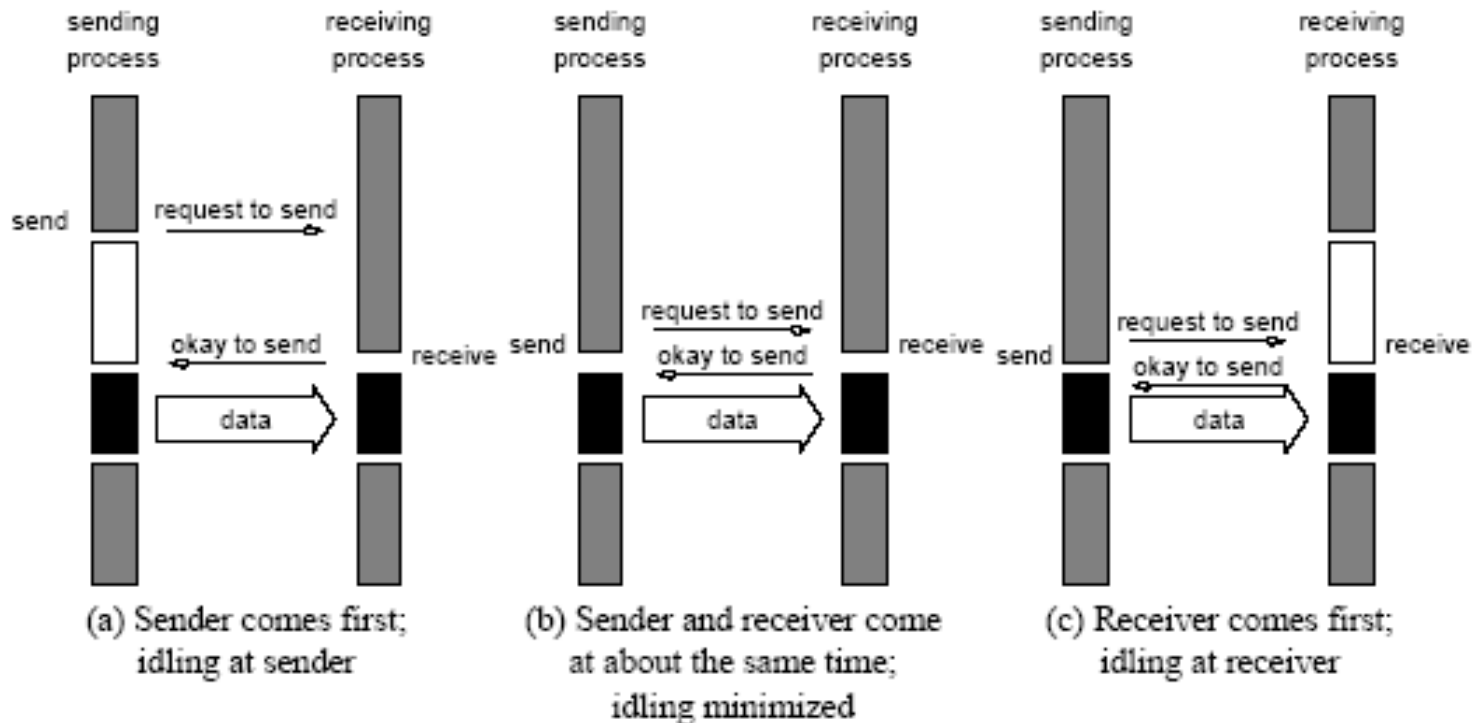 sending process
receiving process
sending process
receiving process
sending process
receiving process
send
request to send
okay to send
receive
data
send
request to send
okay to send
receive
data
send
request to send
okay to send
receive
data
(a) Sender comes first;
idling at sender
(b) Sender and receiver come
at about the same time;
idling minimized
(c) Receiver comes first;
idling at receiver